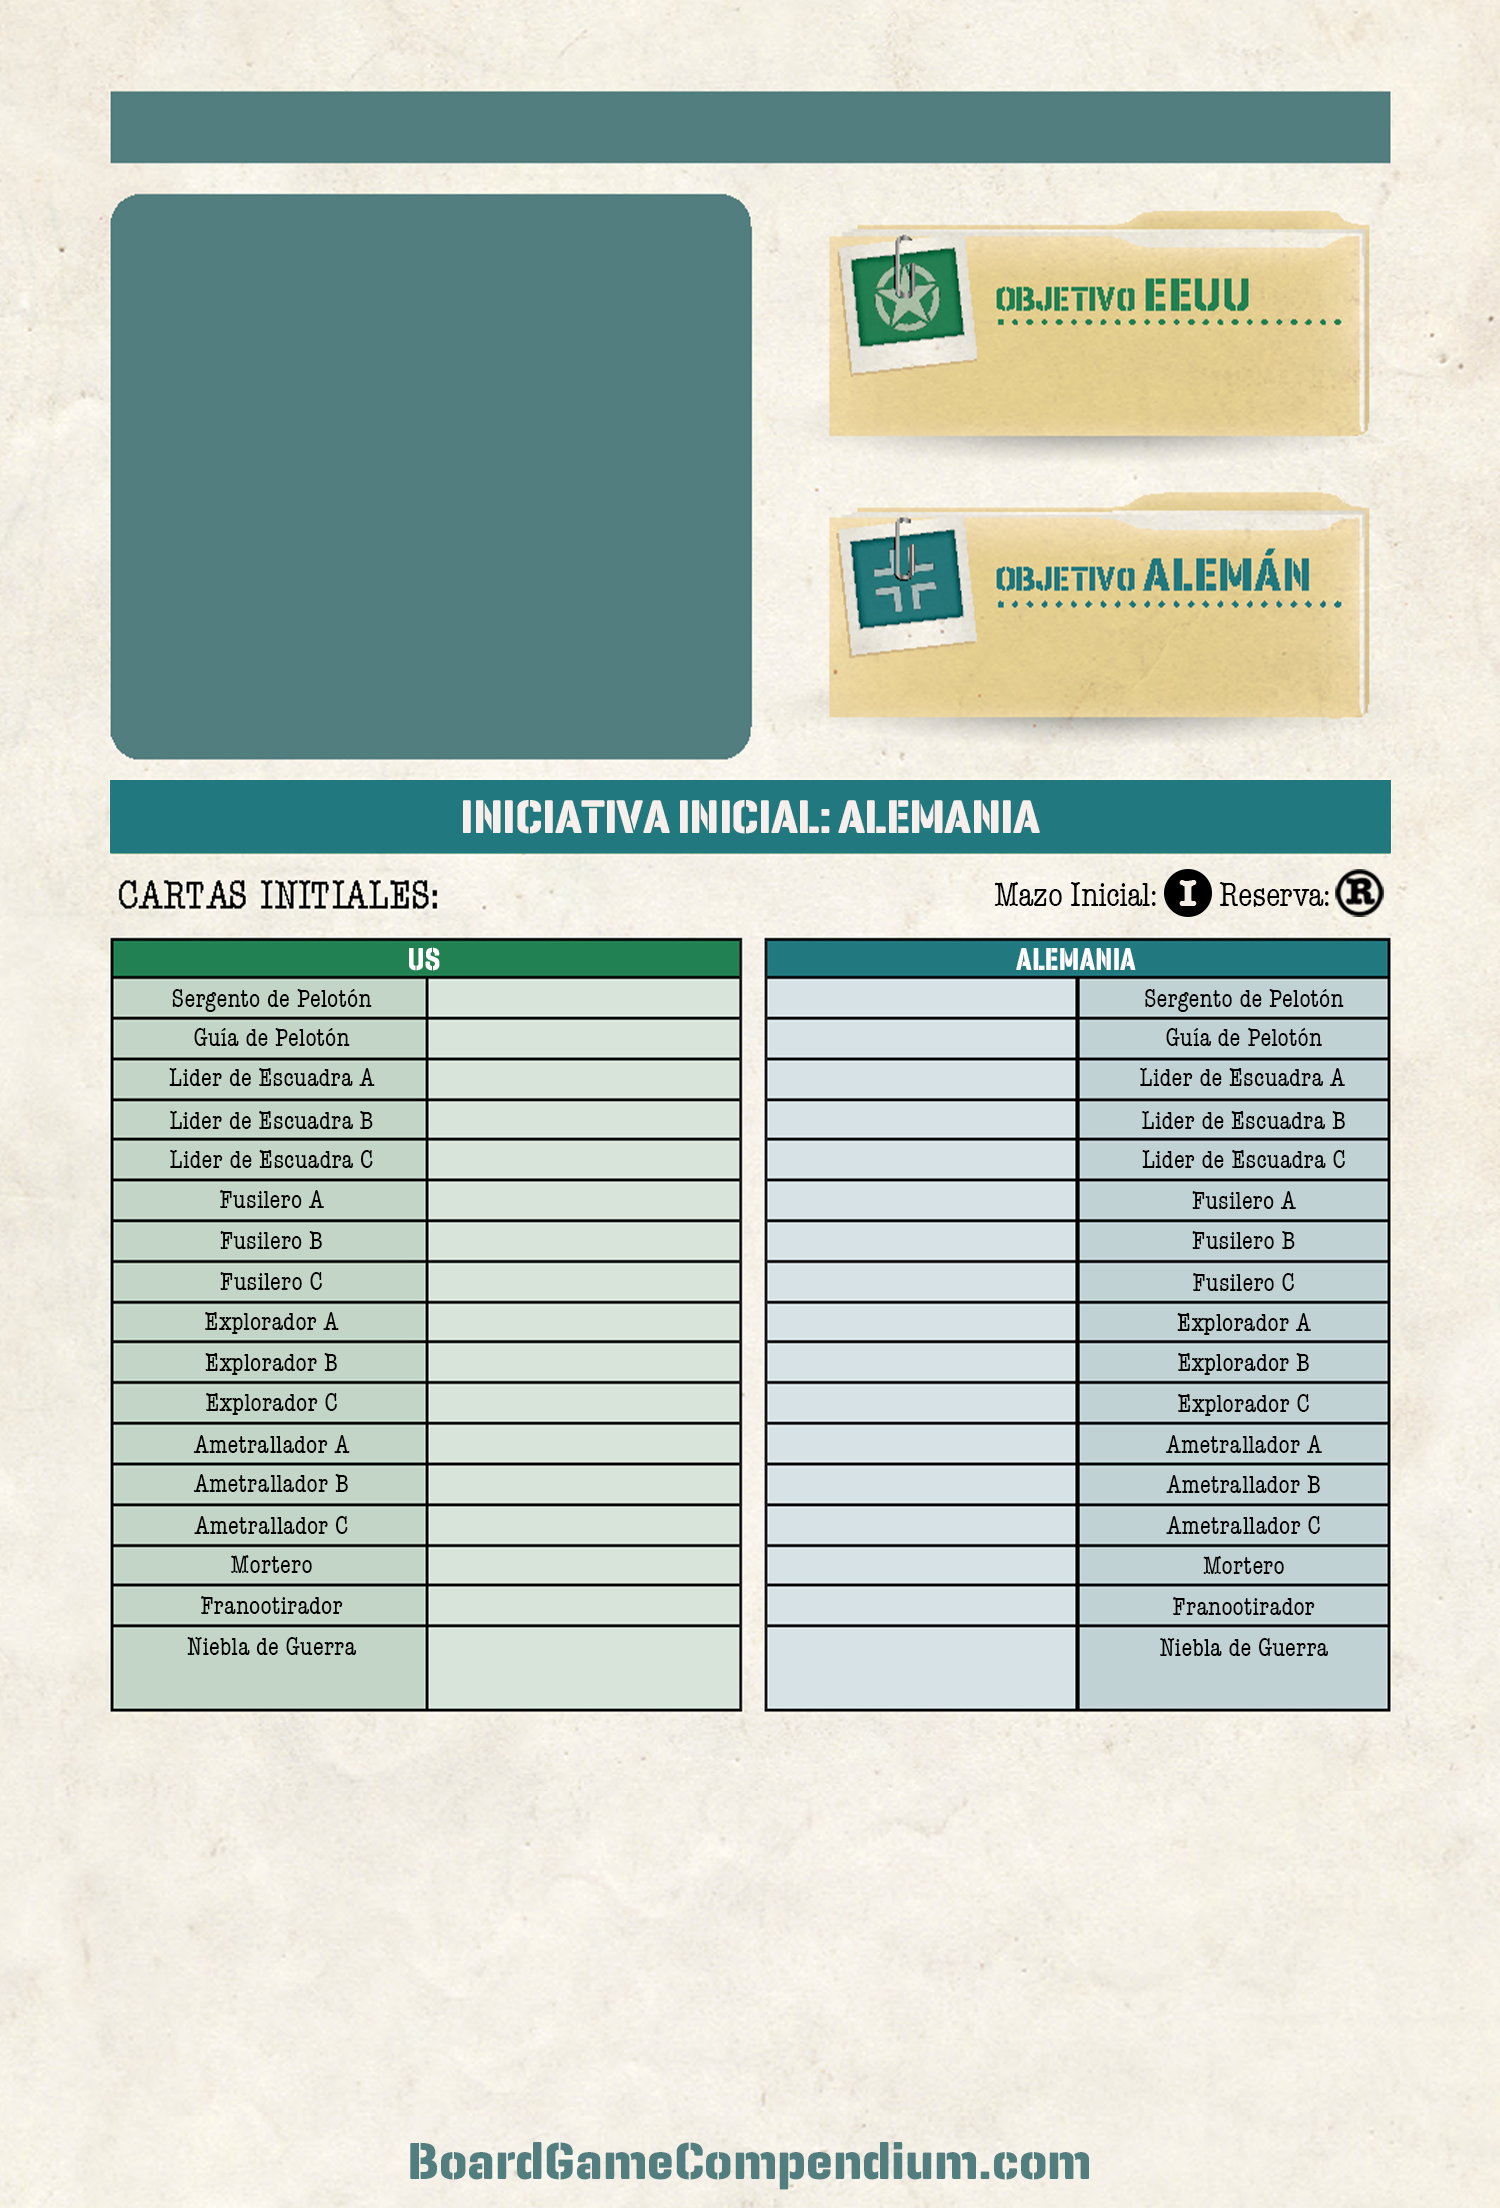 OBJETIVO EEUU
OBJETIVO ALEMÁN
INICIATIVA INICIAL: ALEMANIA
CARTAS INITIALES:
Mazo Inicial: I Reserva: R
US
ALEMANIA
Sergento de Pelotón
Sergento de Pelotón
Guía de Pelotón
Guía de Pelotón
Lider de Escuadra A
Lider de Escuadra A
Lider de Escuadra B
Lider de Escuadra B
Lider de Escuadra C
Lider de Escuadra C
Fusilero A
Fusilero A
Fusilero B
Fusilero B
Fusilero C
Fusilero C
Explorador A
Explorador A
Explorador B
Explorador B
Explorador C
Explorador C
Ametrallador A
Ametrallador A
Ametrallador B
Ametrallador B
Ametrallador C
Ametrallador C
Mortero
Mortero
Franootirador
Franootirador
Niebla de Guerra
Niebla de Guerra
BoardGameCompendium.com